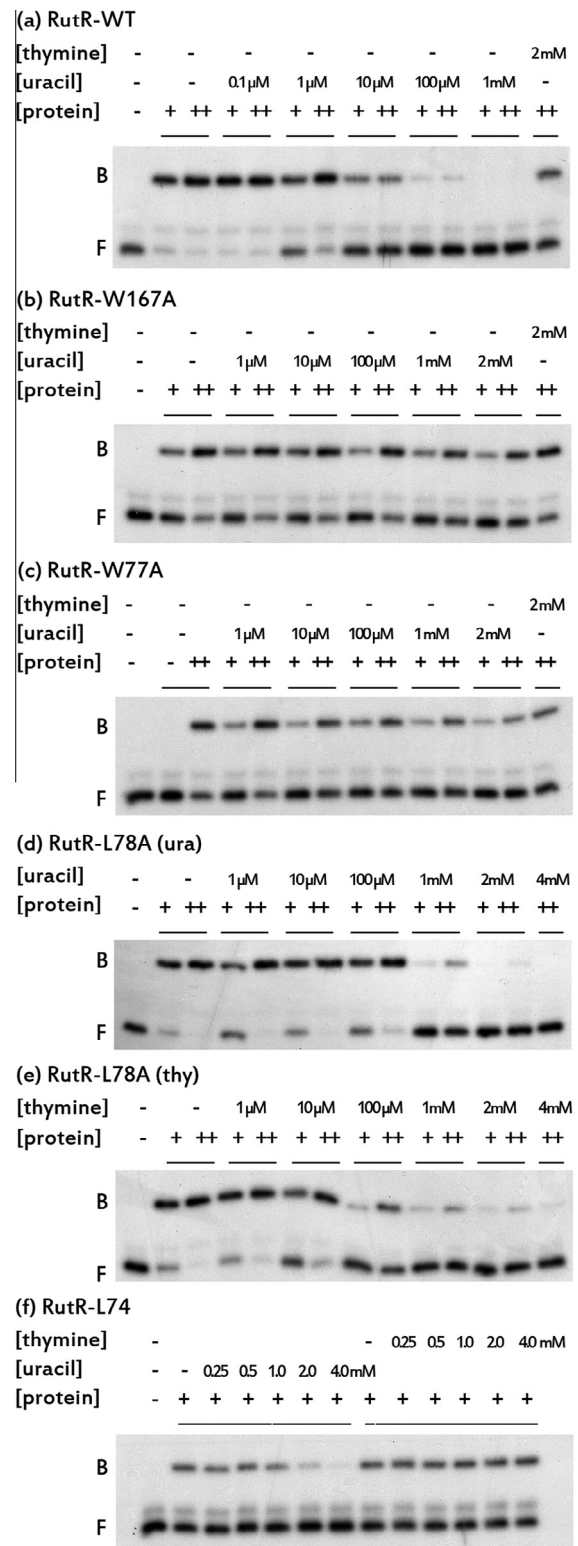 (a) RutR-WT
[thymine] - - - - - - - 2mM
[uracil] - - 0.1µM 1µM 10µM 100µM 1mM -
[protein] - + ++ + ++ + ++ + ++ + ++ + ++ ++
B
F
(b) RutR-W167A
[thymine] - - - - - - - 2mM
[uracil] - - 1µM 10µM 100µM 1mM 2mM -
[protein] - + ++ + ++ + ++ + ++ + ++ + ++ ++
B
F
(c) RutR-W77A
[thymine] - - - - - - - 2mM
[uracil] - - 1µM 10µM 100µM 1mM 2mM -
[protein] - - ++ + ++ + ++ + ++ + ++ + ++ ++
B
F
(d) RutR-L78A (ura)
[uracil] - - 1µM 10µM 100µM 1mM 2mM 4mM
[protein] - + ++ + ++ + ++ + ++ + ++ + ++ ++
B
F
(e) RutR-L78A (thy)
[thymine] - - 1µM 10µM 100µM 1mM 2mM 4mM
[protein] - + ++ + ++ + ++ + ++ + ++ + ++ ++
B
F
(f) RutR-L74
[thymine] - - 0.25 0.5 1.0 2.0 4.0 mM
[uracil] - - 0.25 0.5 1.0 2.0 4.0 mM
[protein] - + + + + + + + + + + + +
B
F